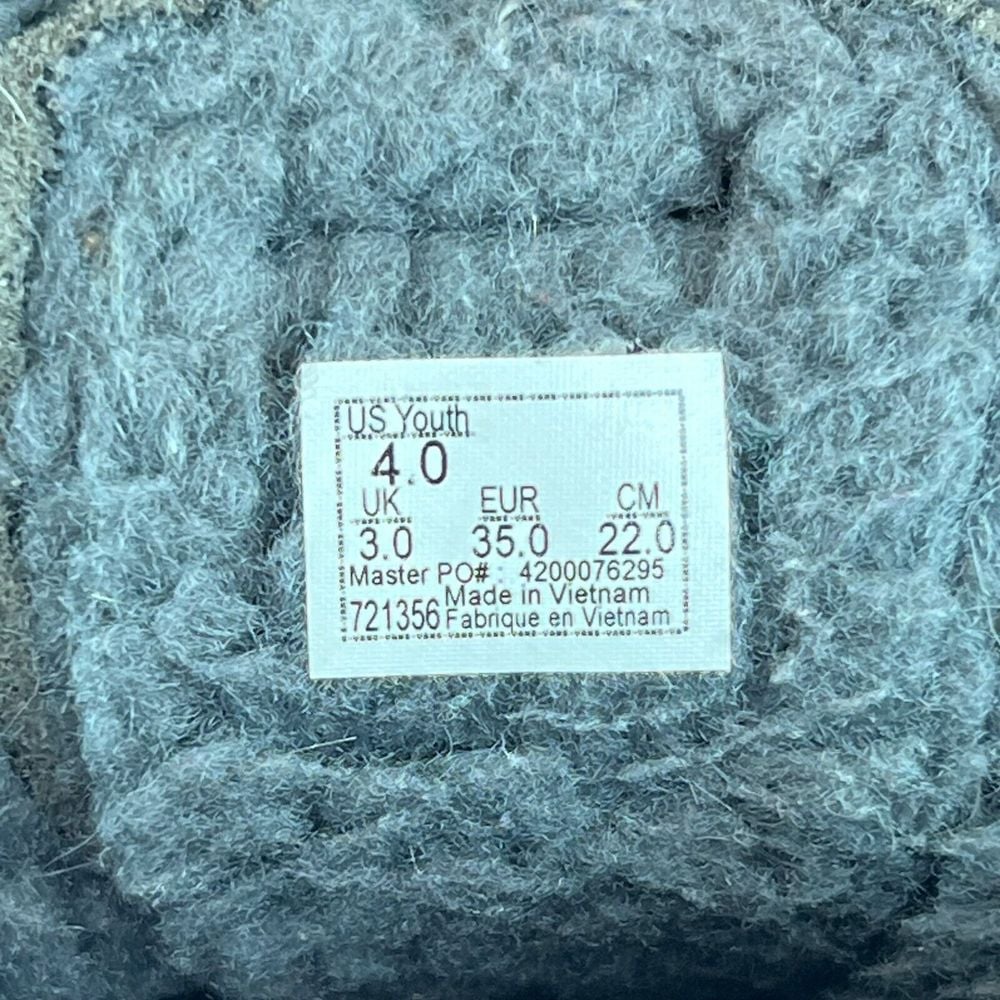 US Youth
4.0
UK EUR CM
3.0 35.0 22.0
Master PO# : 4200076295
Made in Vietnam
721356 Fabrique en Vietnam